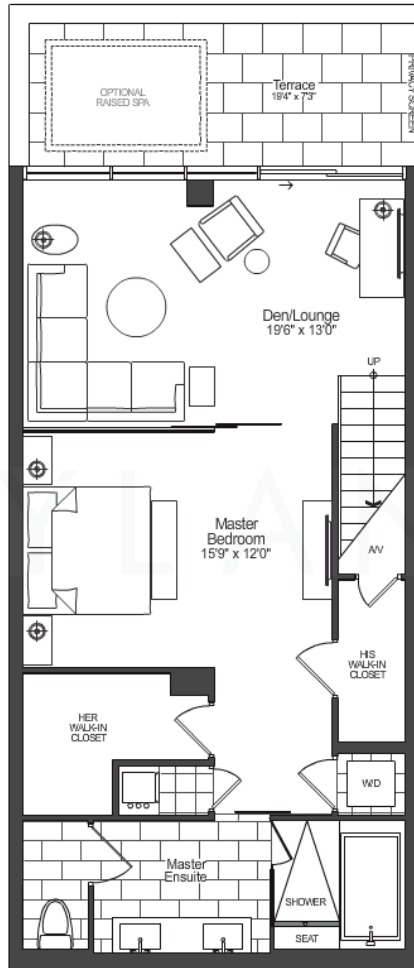 OPTIONAL
RAISED SPA
Terrace
19'4" x 7'3"
PRIVACY SCREEN
Den/Lounge
19'6" x 13'0"
UP
Master
Bedroom
15'9" x 12'0"
A/V
HIS
WALK-IN
CLOSET
HER
WALK-IN
CLOSET
W/D
Master
Ensuite
SHOWER
SEAT